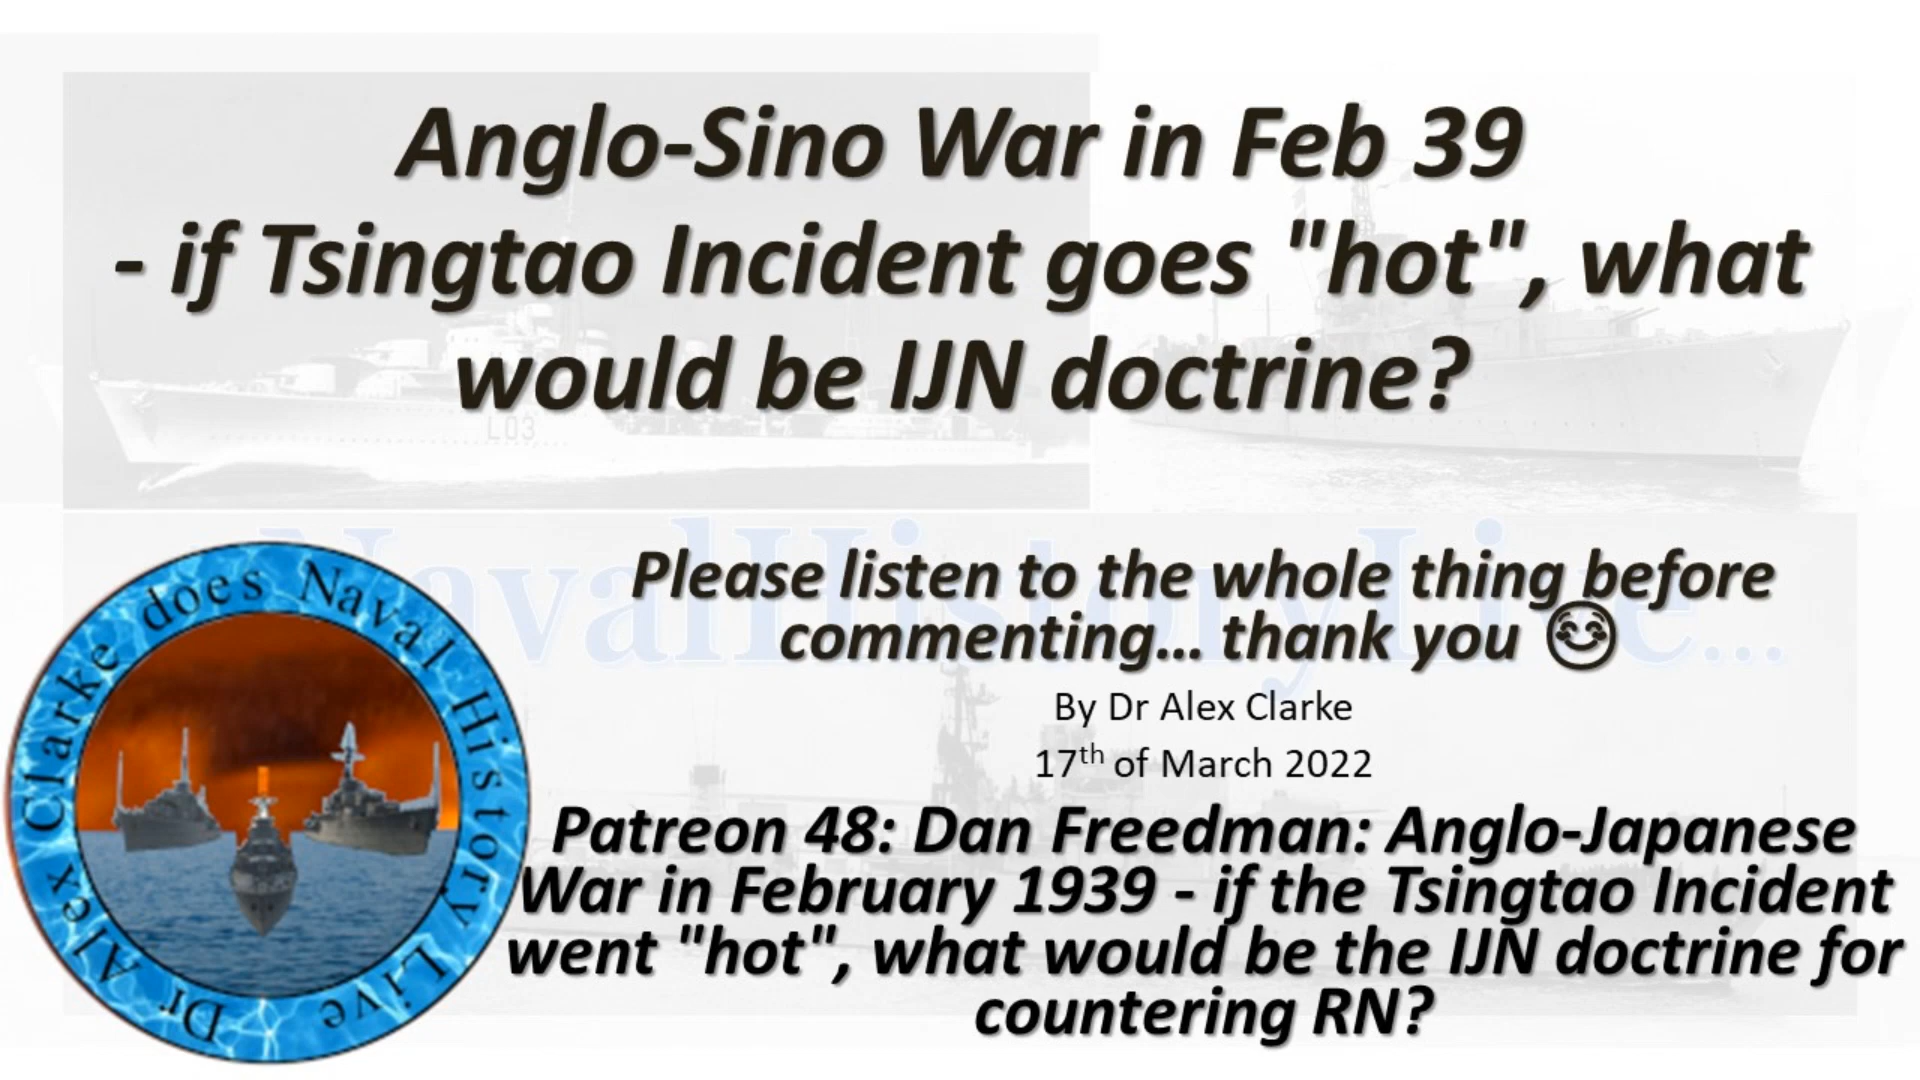 Anglo-Sino War in Feb 39
- if Tsingtao Incident goes "hot", what
would be IJN doctrine?
L03
NavalHistoryLive...
Please listen to the whole thing before
commenting... thank you 😊
By Dr Alex Clarke
17th of March 2022
Patreon 48: Dan Freedman: Anglo-Japanese
War in February 1939 - if the Tsingtao Incident
went "hot", what would be the IJN doctrine for
countering RN?
Dr Alex Clarke does Naval History Live